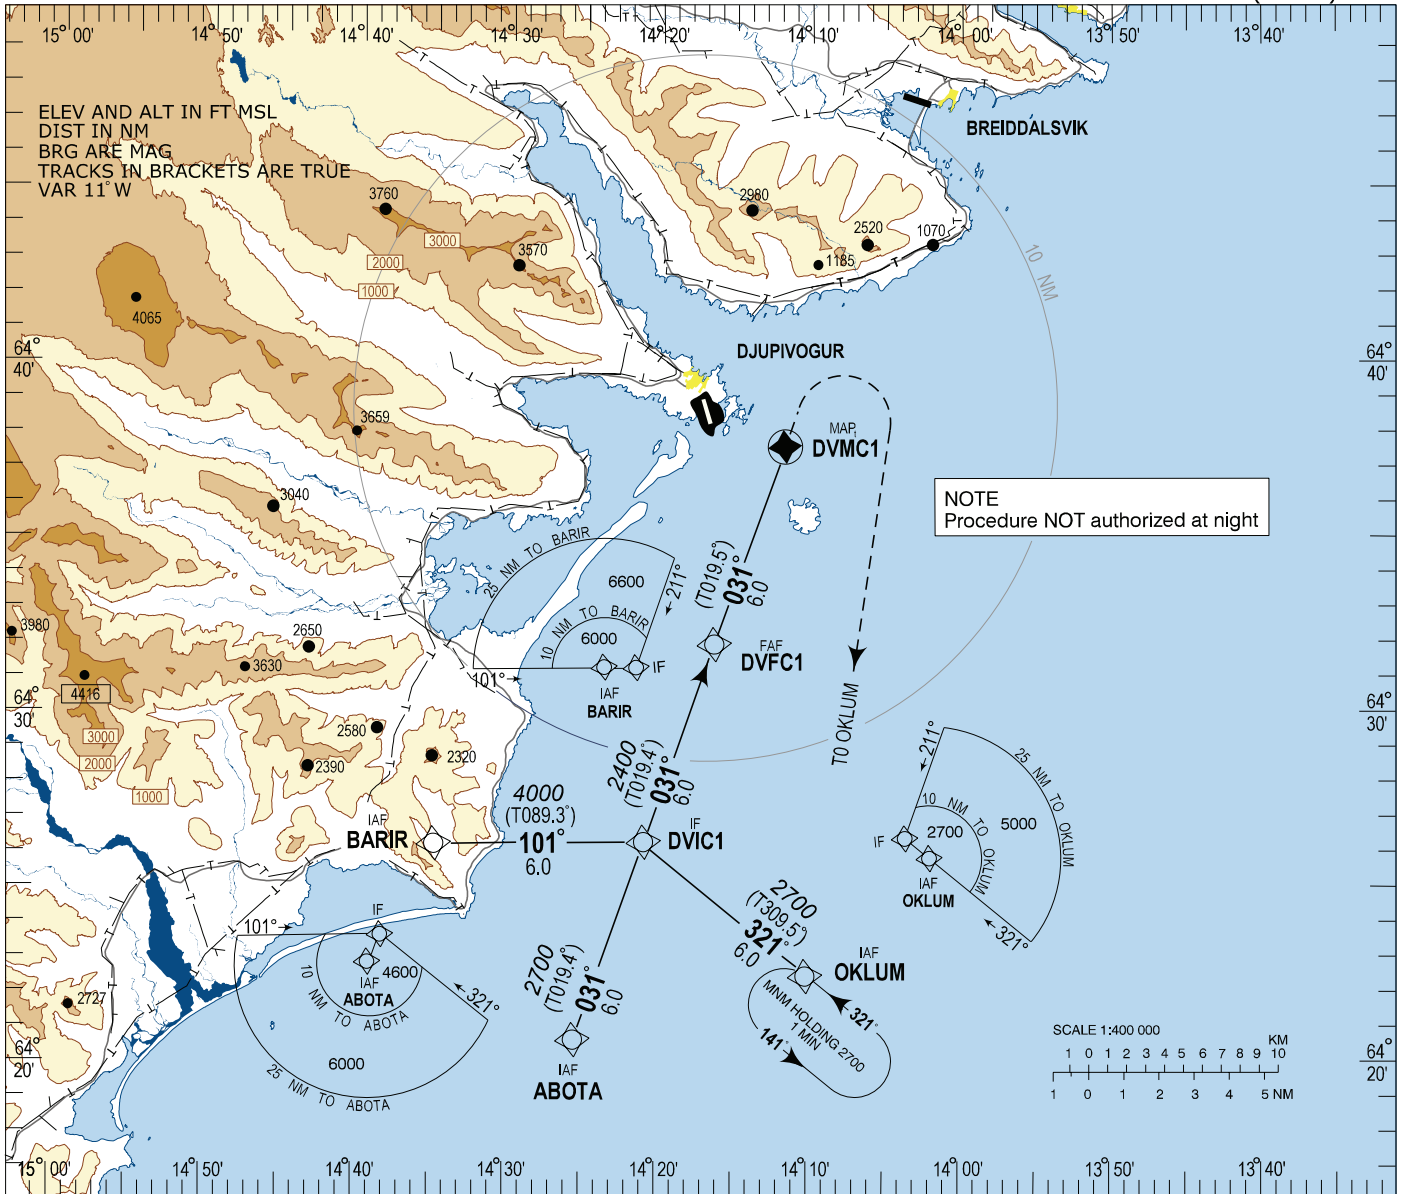 15° 00'
14° 50'
14° 40'
14° 30'
14° 20'
14° 10'
14° 00'
13° 50'
13° 40'
ELEV AND ALT IN FT MSL
DIST IN NM
BRG ARE MAG
TRACKS IN BRACKETS ARE TRUE
VAR 11° W
BREIDDALSVIK
3760
3000
3570
2000
1000
4065
2980
2520
1070
1185
10 NM
64°
40'
64°
40'
DJUPIVOGUR
3659
MAPt
DVMC1
NOTE
Procedure NOT authorized at night
3040
25 NM TO BARIR
6600
211°
10 NM TO BARIR
6000
IF
101°
IAF
BARIR
(T019.5°)
031°
6.0
FAF
DVFC1
TO OKLUM
3980
2650
3630
4416
64°
30'
64°
30'
3000
2000
1000
2580
2390
2320
211°
25 NM TO OKLUM
10 NM TO OKLUM
5000
2700
IF
IAF
OKLUM
321°
2400
(T019.4°)
031°
6.0
4000
(T089.3°)
101°
6.0
IAF
BARIR
IF
DVIC1
2700
(T309.5°)
321°
6.0
IAF
OKLUM
321°
MNM HOLDING 2700
1 MIN
141°
101°
IF
IAF
ABOTA
4600
10 NM TO ABOTA
321°
6000
25 NM TO ABOTA
2700
(T019.4°)
031°
6.0
IAF
ABOTA
2727
64°
20'
64°
20'
SCALE 1:400 000
KM
1 0 1 2 3 4 5 6 7 8 9 10
1 0 1 2 3 4 5 NM
15° 00'
14° 50'
14° 40'
14° 30'
14° 20'
14° 10'
14° 00'
13° 50'
13° 40'